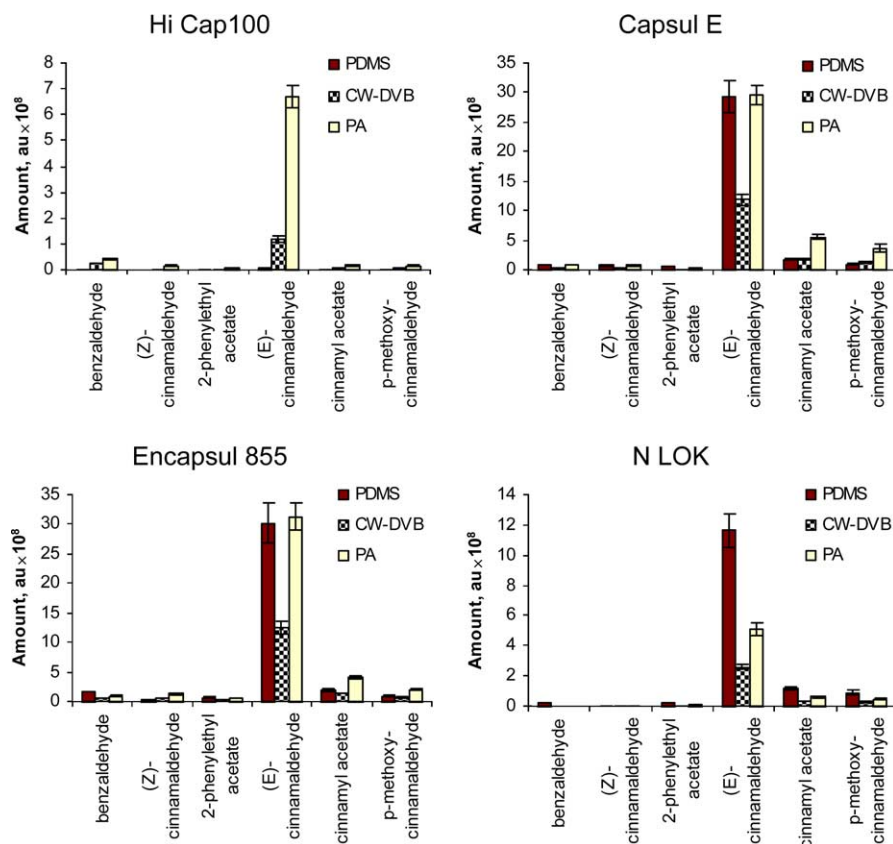 Hi Cap100
Amount, au×10⁸
8
7
6
5
4
3
2
1
0
PDMS
CW-DVB
PA
benzaldehyde
(Z)-
cinnamaldehyde
2-phenylethyl
acetate
(E)-
cinnamaldehyde
cinnamyl acetate
p-methoxy-
cinnamaldehyde
Capsul E
Amount, au×10⁸
35
30
25
20
15
10
5
0
PDMS
CW-DVB
PA
benzaldehyde
(Z)-
cinnamaldehyde
2-phenylethyl
acetate
(E)-
cinnamaldehyde
cinnamyl acetate
p-methoxy-
cinnamaldehyde
Encapsul 855
Amount, au×10⁸
35
30
25
20
15
10
5
0
PDMS
CW-DVB
PA
benzaldehyde
(Z)-
cinnamaldehyde
2-phenylethyl
acetate
(E)-
cinnamaldehyde
cinnamyl acetate
p-methoxy-
cinnamaldehyde
N LOK
Amount, au×10⁸
14
12
10
8
6
4
2
0
PDMS
CW-DVB
PA
benzaldehyde
(Z)-
cinnamaldehyde
2-phenylethyl
acetate
(E)-
cinnamaldehyde
cinnamyl acetate
p-methoxy-
cinnamaldehyde